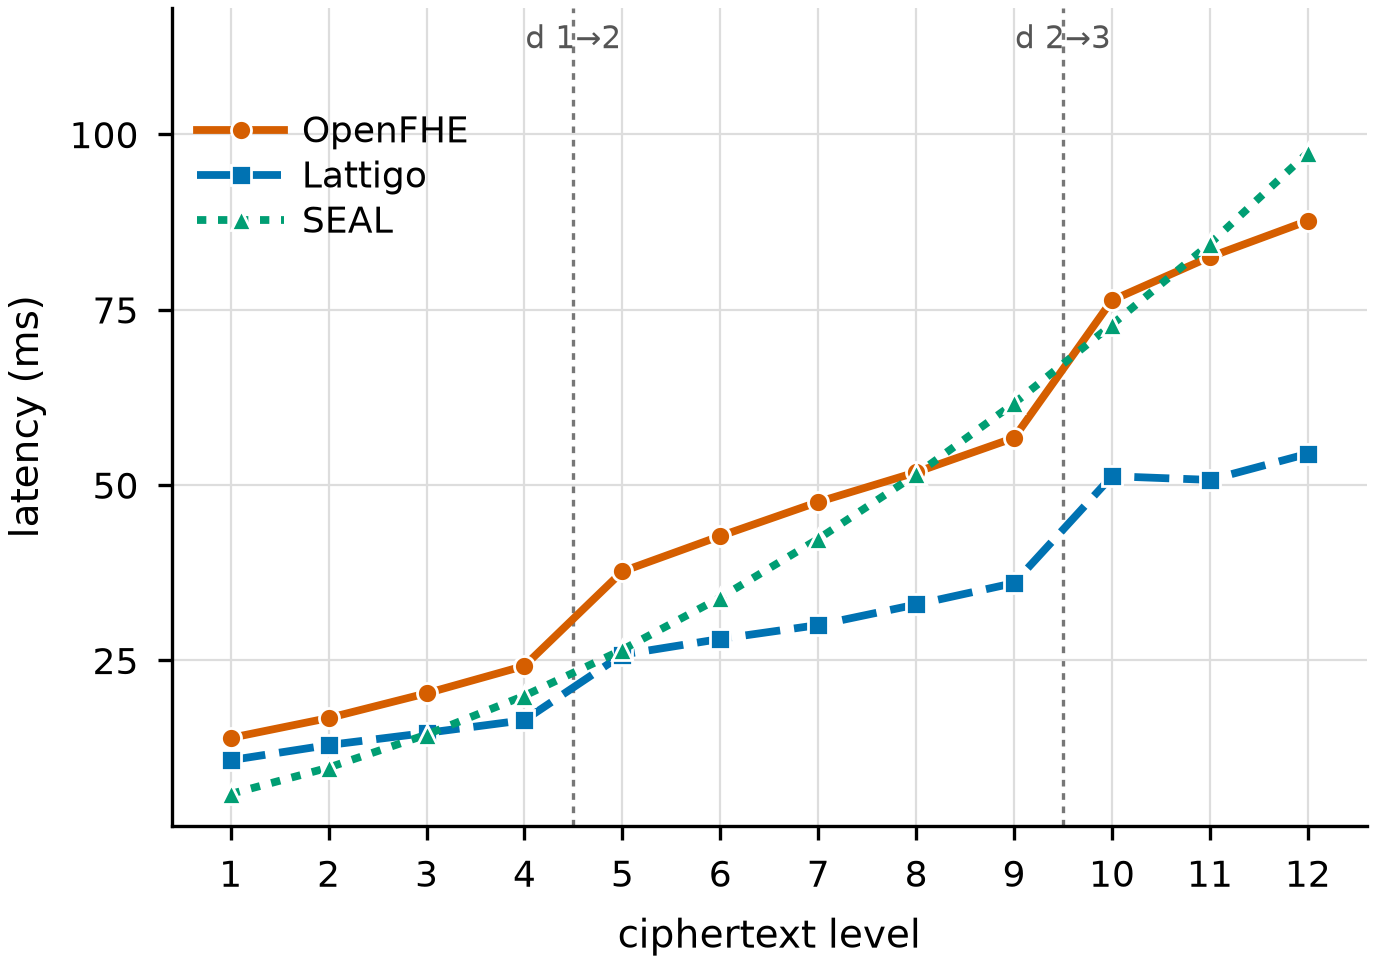 d 1→2
d 2→3
OpenFHE
Lattigo
SEAL
100
75
50
25
latency (ms)
1 2 3 4 5 6 7 8 9 10 11 12
ciphertext level